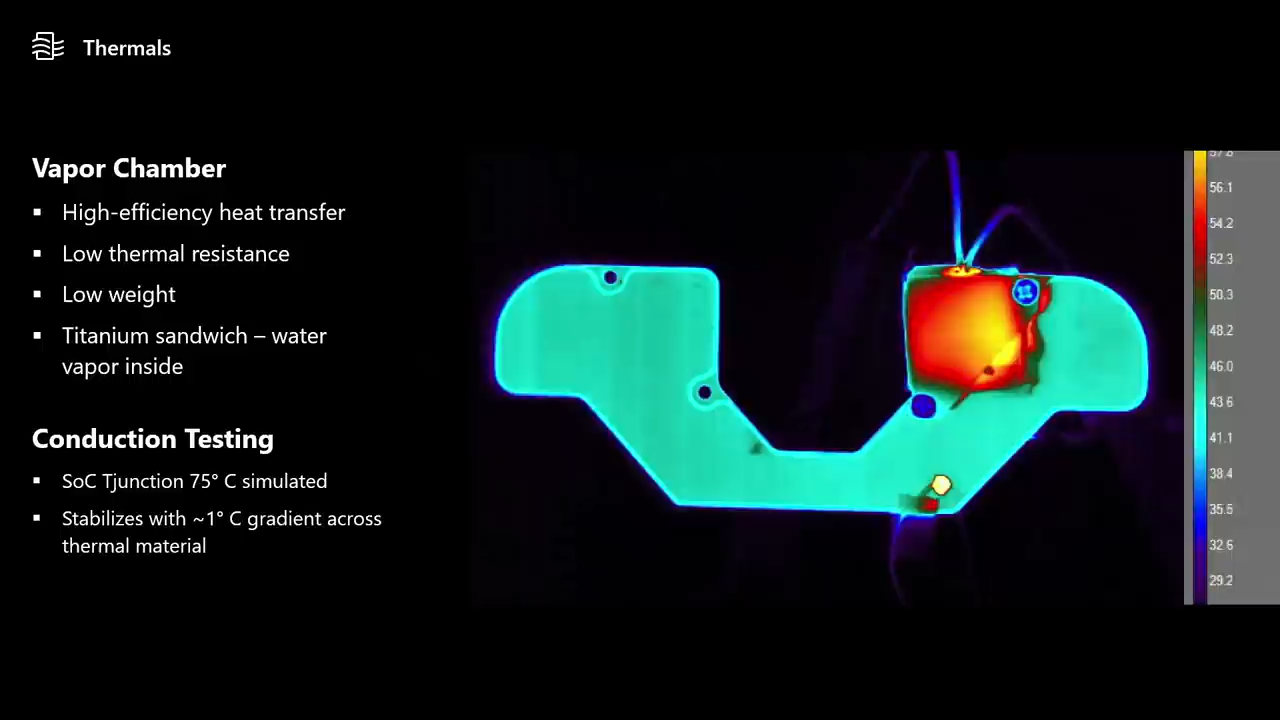 Thermals
Vapor Chamber
▪ High-efficiency heat transfer
▪ Low thermal resistance
▪ Low weight
▪ Titanium sandwich – water
vapor inside
Conduction Testing
▪ SoC Tjunction 75° C simulated
▪ Stabilizes with ~1° C gradient across
thermal material
57.8
56.1
54.2
52.3
50.3
48.2
46.0
43.6
41.1
38.4
35.5
32.6
29.2